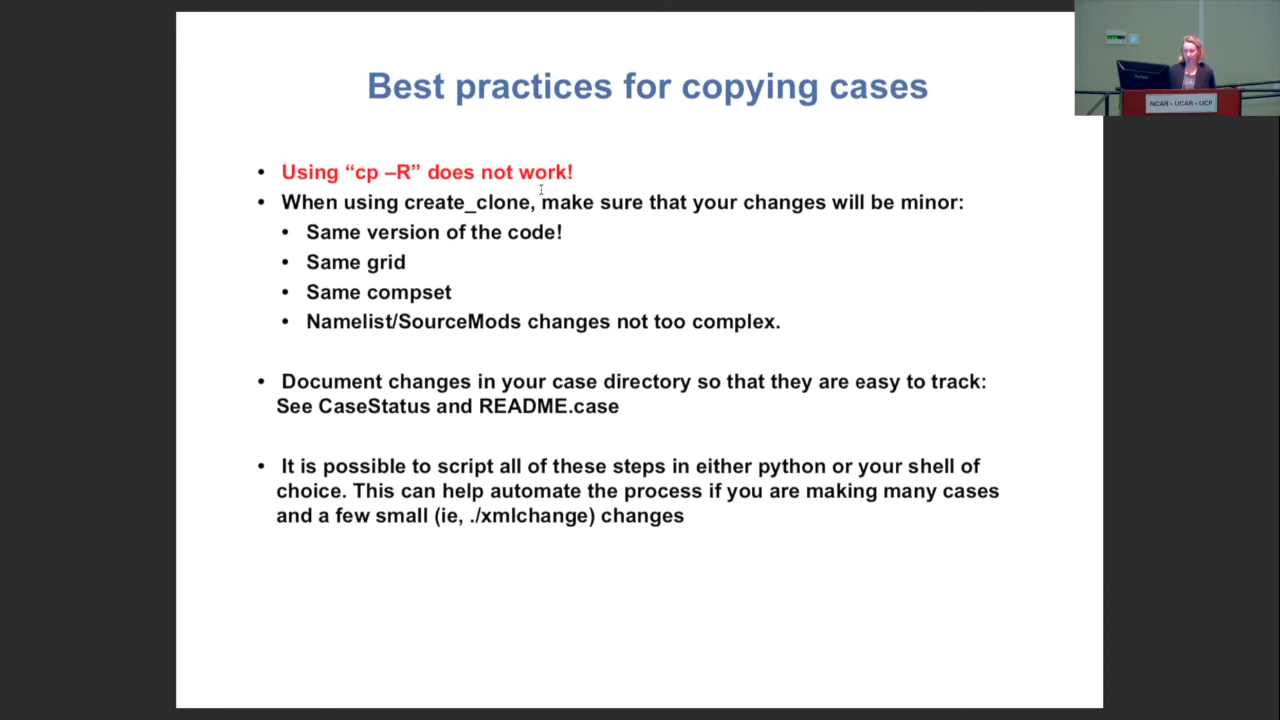 Best practices for copying cases
NCAR - UCAR - UCP
• Using “cp –R” does not work!
• When using create_clone, make sure that your changes will be minor:
• Same version of the code!
• Same grid
• Same compset
• Namelist/SourceMods changes not too complex.
• Document changes in your case directory so that they are easy to track:
See CaseStatus and README.case
• It is possible to script all of these steps in either python or your shell of
choice. This can help automate the process if you are making many cases
and a few small (ie, ./xmlchange) changes